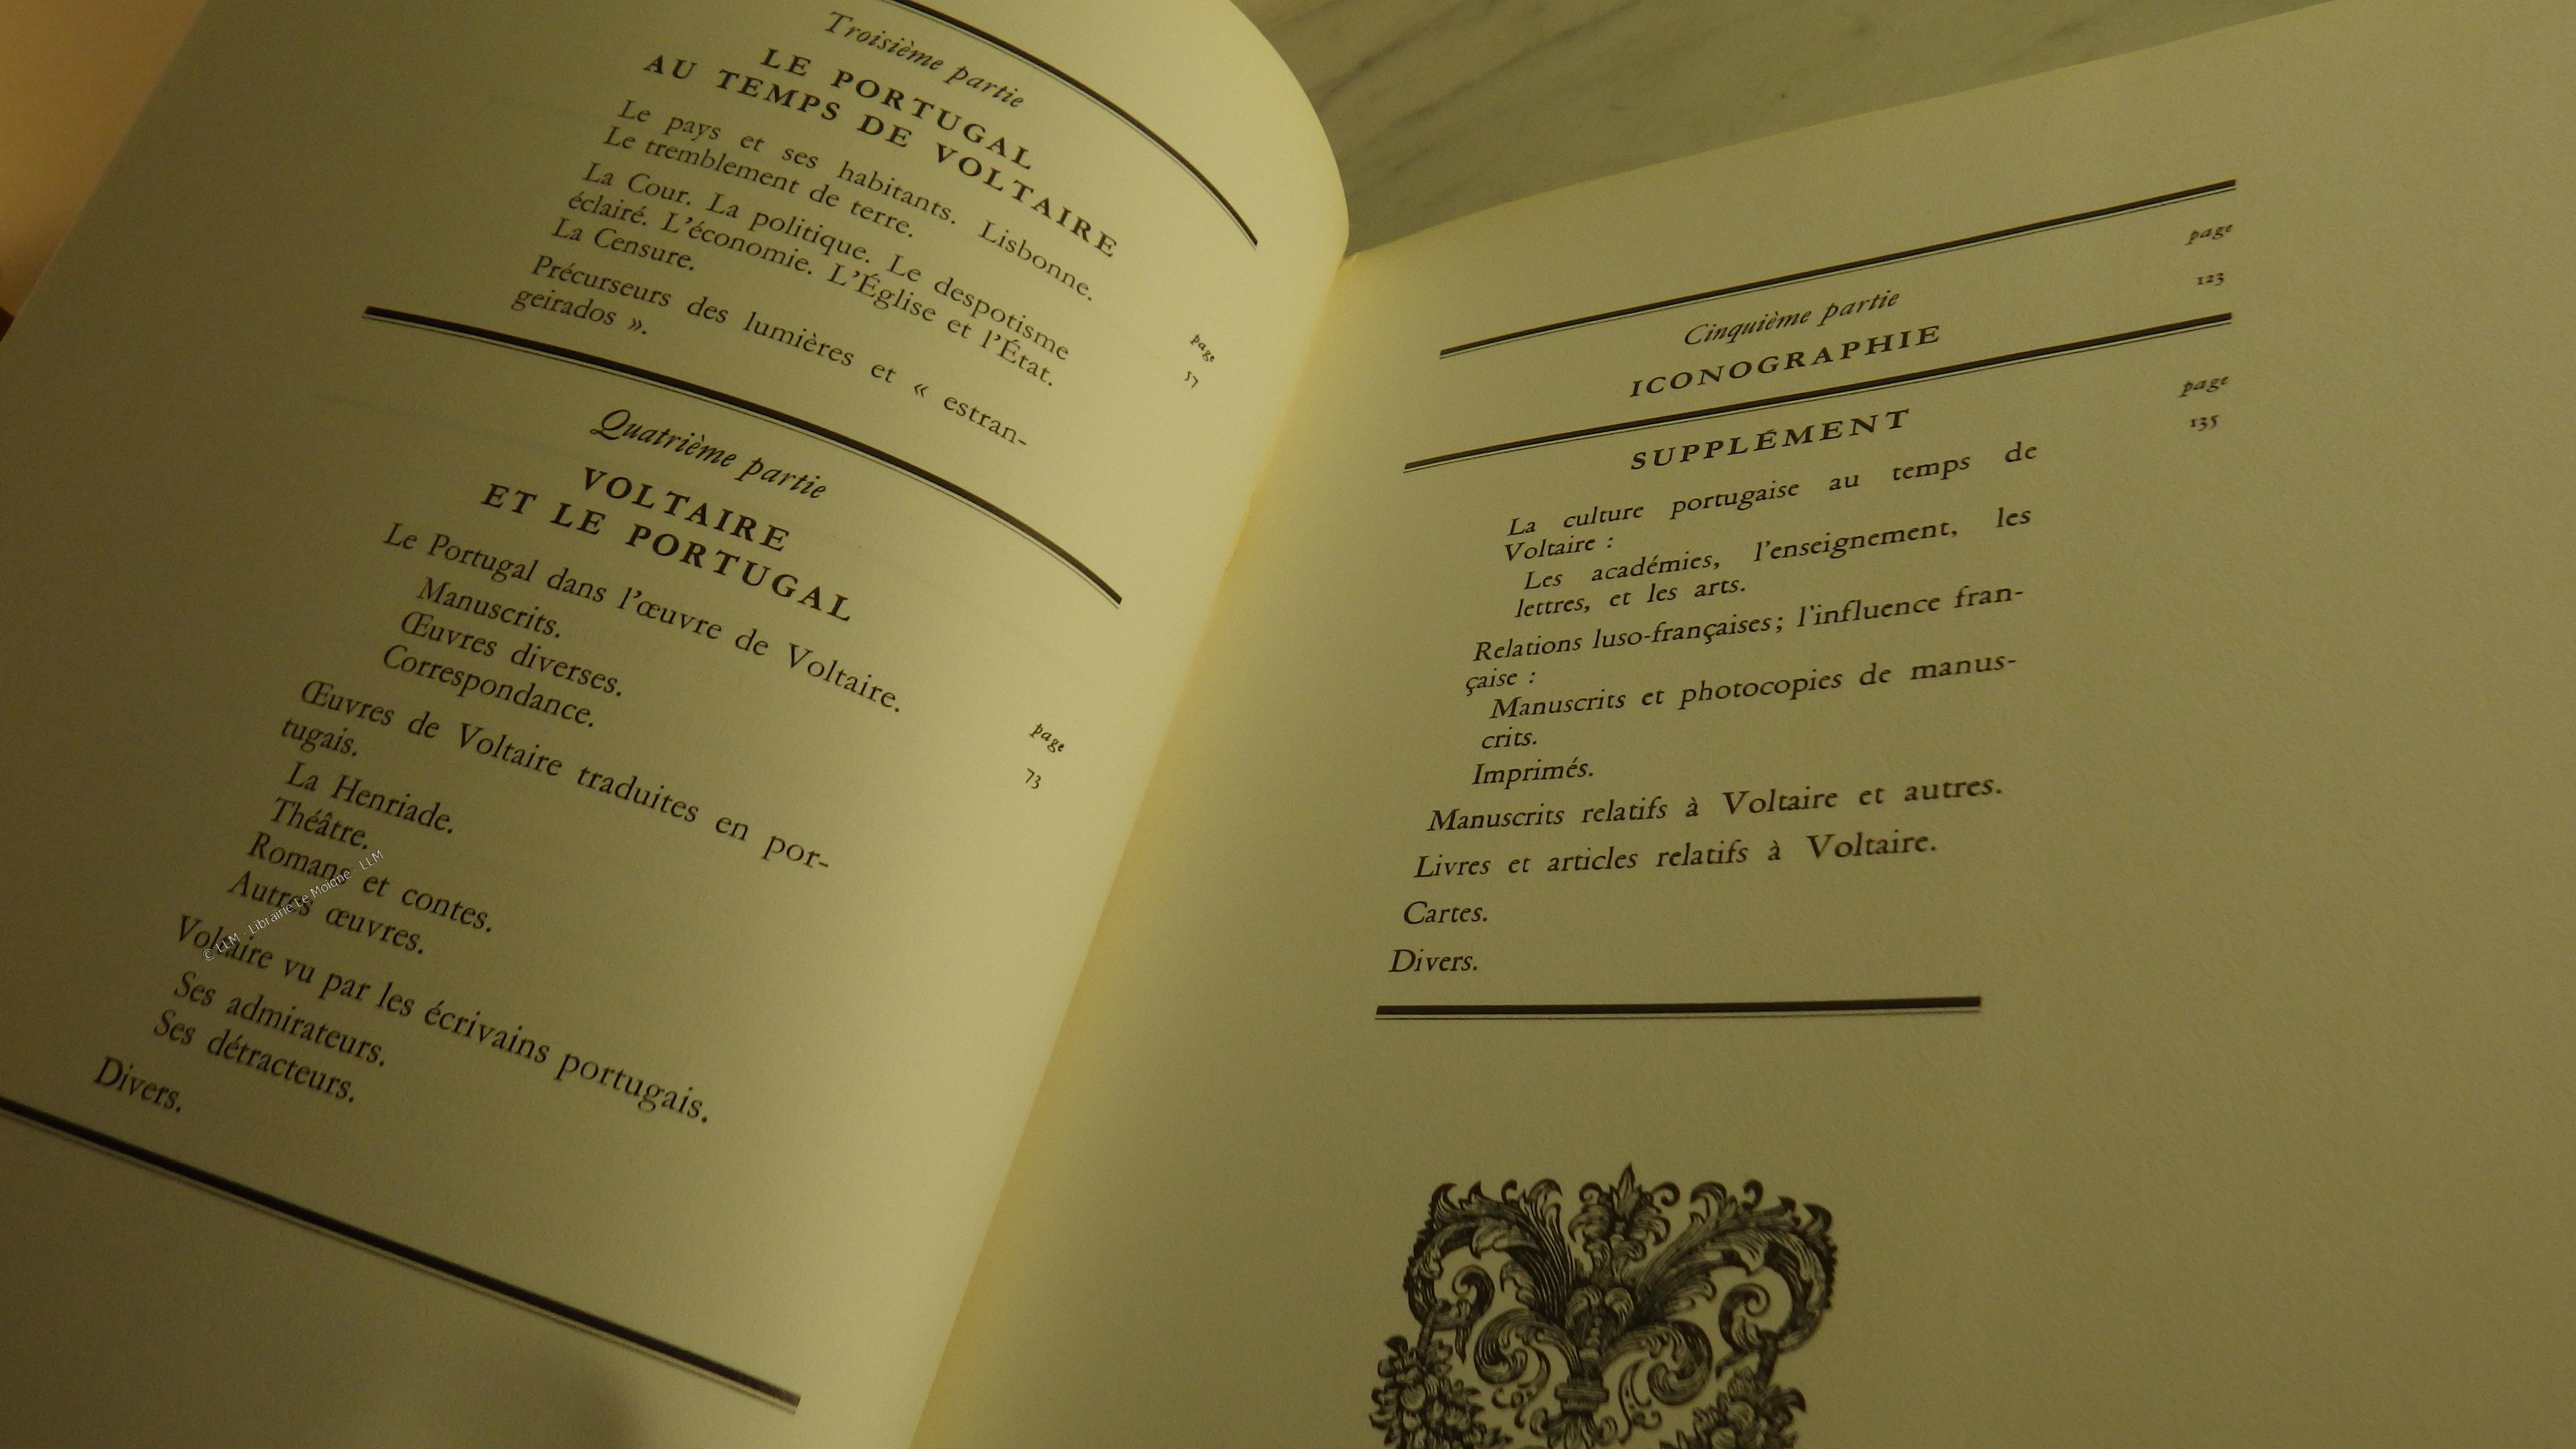 Troisième partie
LE PORTUGAL
AU TEMPS DE VOLTAIRE
Le pays et ses habitants. Lisbonne.
Le tremblement de terre.
La Cour. La politique. Le despotisme
éclairé. L'économie. L'Église et l'État.
La Censure.
Précurseurs des lumières et « estran-
geirados ».
page
57
Quatrième partie
VOLTAIRE
ET LE PORTUGAL
Le Portugal dans l'œuvre de Voltaire.
Manuscrits.
Œuvres diverses.
Correspondance.
page
73
Œuvres de Voltaire traduites en por-
tugais.
La Henriade.
Théâtre.
Romans et contes.
Autres œuvres.
Voltaire vu par les écrivains portugais.
Ses admirateurs.
Ses détracteurs.
Divers.
© LLM - Librairie Le Moigne - LLM
page
123
Cinquième partie
ICONOGRAPHIE
page
135
SUPPLÉMENT
La culture portugaise au temps de
Voltaire :
Les académies, l'enseignement, les
lettres, et les arts.
Relations luso-françaises ; l'influence fran-
çaise :
Manuscrits et photocopies de manus-
crits.
Imprimés.
Manuscrits relatifs à Voltaire et autres.
Livres et articles relatifs à Voltaire.
Cartes.
Divers.